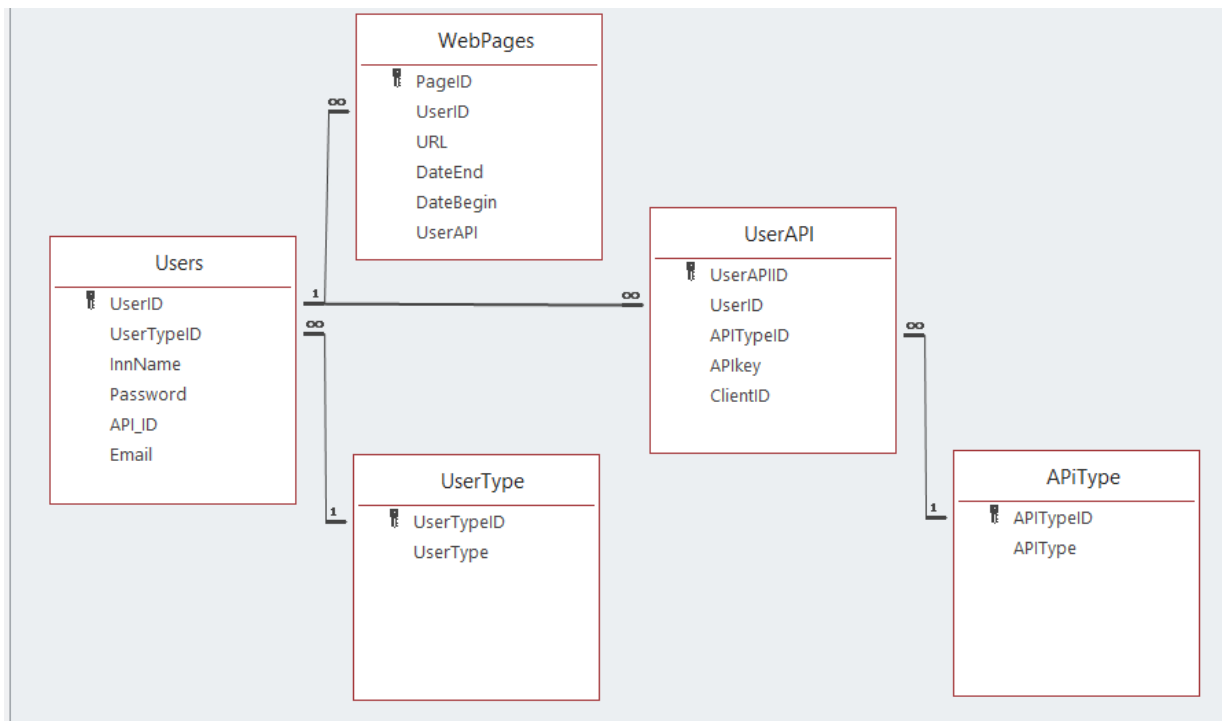 WebPages
PageID
UserID
URL
DateEnd
DateBegin
UserAPI
∞
Users
UserID
UserTypeID
InnName
Password
API_ID
Email
1
∞
UserAPI
UserAPIID
UserID
APITypeID
APIkey
ClientID
∞
∞
UserType
UserTypeID
UserType
1
APiType
APITypeID
APIType
1